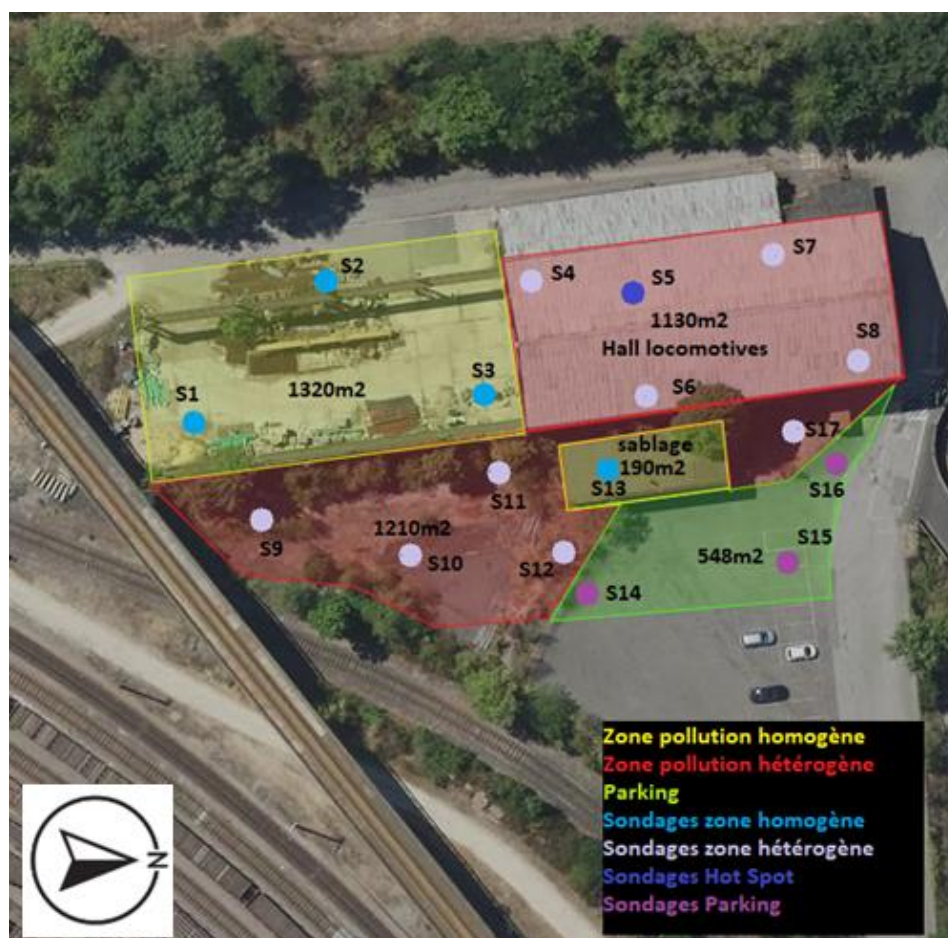 S2
S7
S4
S5
1130m2
S8
Hall locomotives
S3
S6
1320m2
S1
S17
sablage
190m2
S16
S13
S11
S9
1210m2
S10
S12
S15
548m2
S14
Zone pollution homogène
Zone pollution hétérogène
Parking
Sondages zone homogène
Sondages zone hétérogène
Sondages Hot Spot
Sondages Parking
N